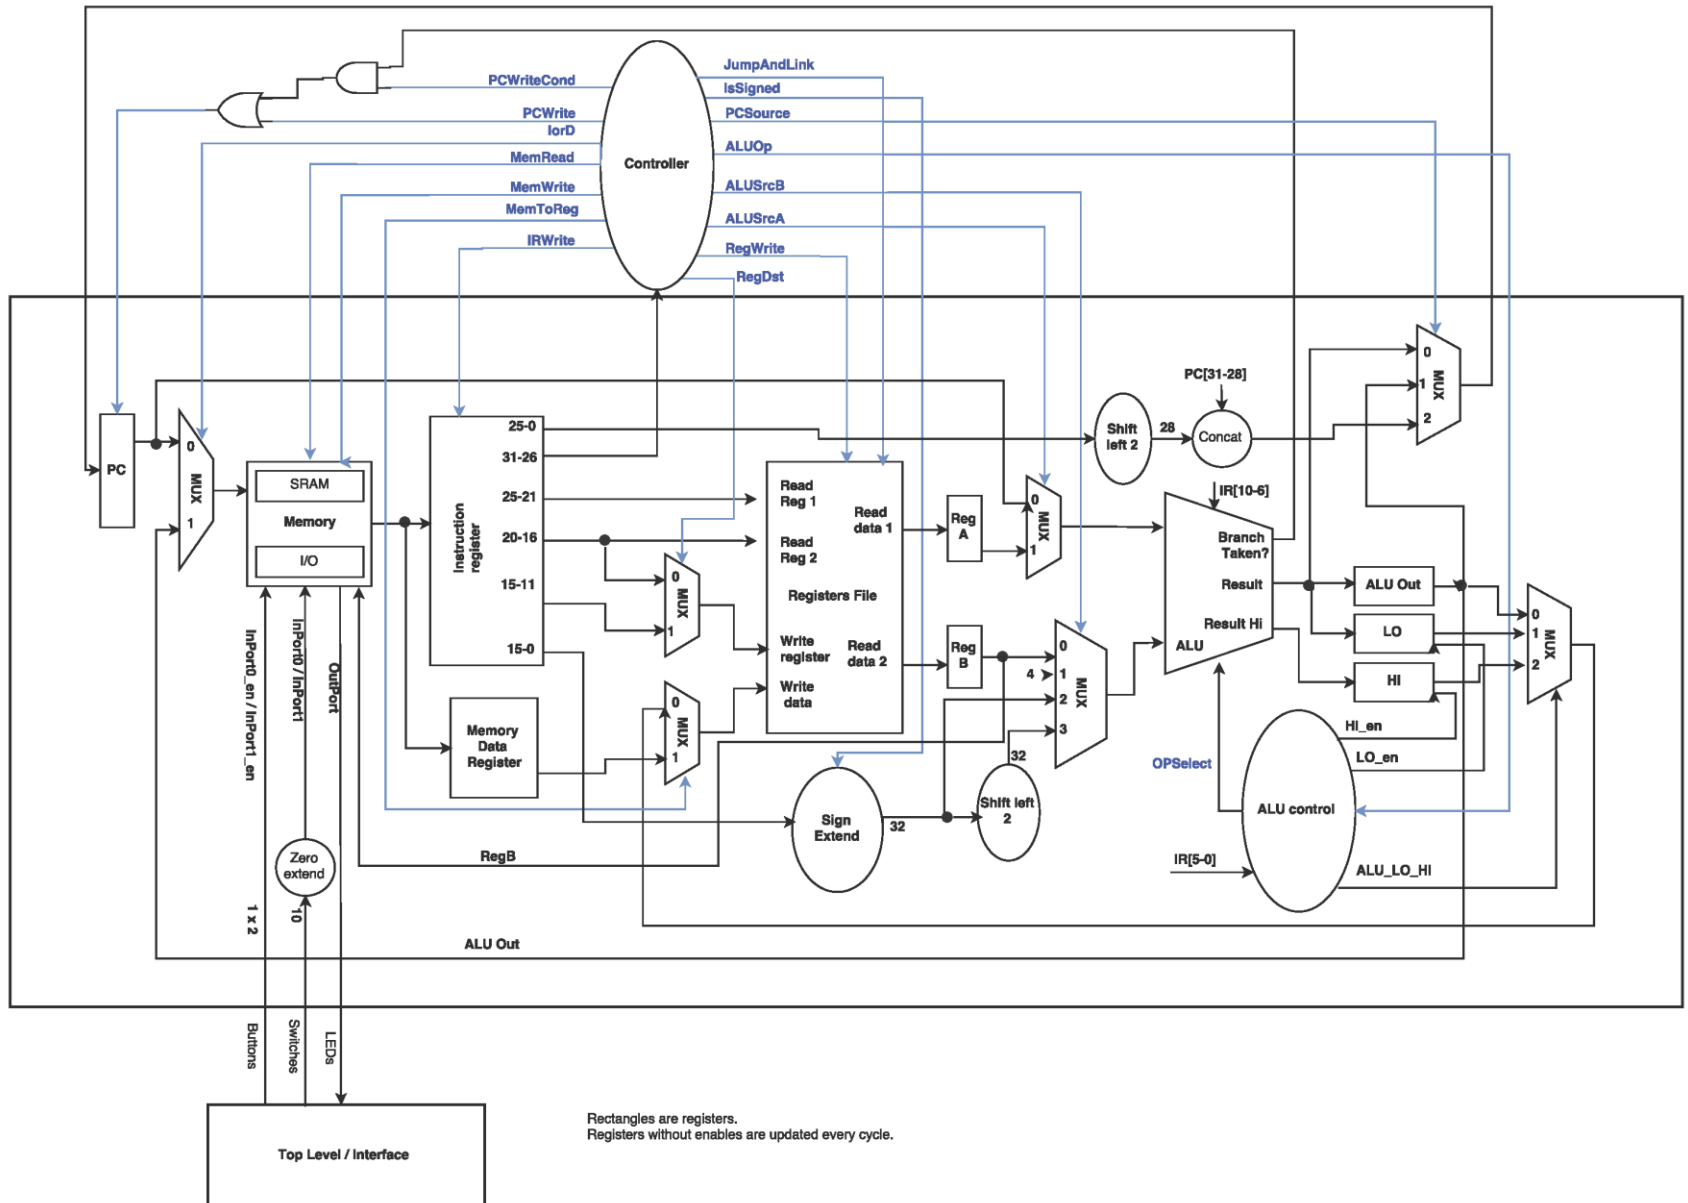 JumpAndLink
IsSigned
PCWriteCond
PCWrite
PCSource
IorD
ALUOp
MemRead
Controller
MemWrite
ALUSrcB
MemToReg
ALUSrcA
IRWrite
RegWrite
RegDst
0
MUX
1
2
PC[31-28]
Shift
left 2
28
Concat
PC
0
MUX
1
SRAM
Memory
I/O
Instruction
register
25-0
31-26
25-21
20-16
15-11
15-0
Read
Reg 1
Read
Reg 2
Read
data 1
Registers File
Write
register
Read
data 2
Write
data
0
MUX
1
0
MUX
1
Reg
A
Reg
B
0
MUX
1
0
4
1
2
3
MUX
IR[10-6]
Branch
Taken?
Result
Result Hi
ALU
ALU Out
LO
HI
0
1
2
MUX
HI_en
LO_en
OPSelect
ALU control
IR[5-0]
ALU_LO_HI
Memory
Data
Register
Sign
Extend
32
32
Shift left
2
RegB
InPort0_en / InPort1_en
InPort0 / InPort1
OutPort
Zero
extend
1 x 2
10
ALU Out
Buttons
Switches
LEDs
Top Level / Interface
Rectangles are registers.
Registers without enables are updated every cycle.